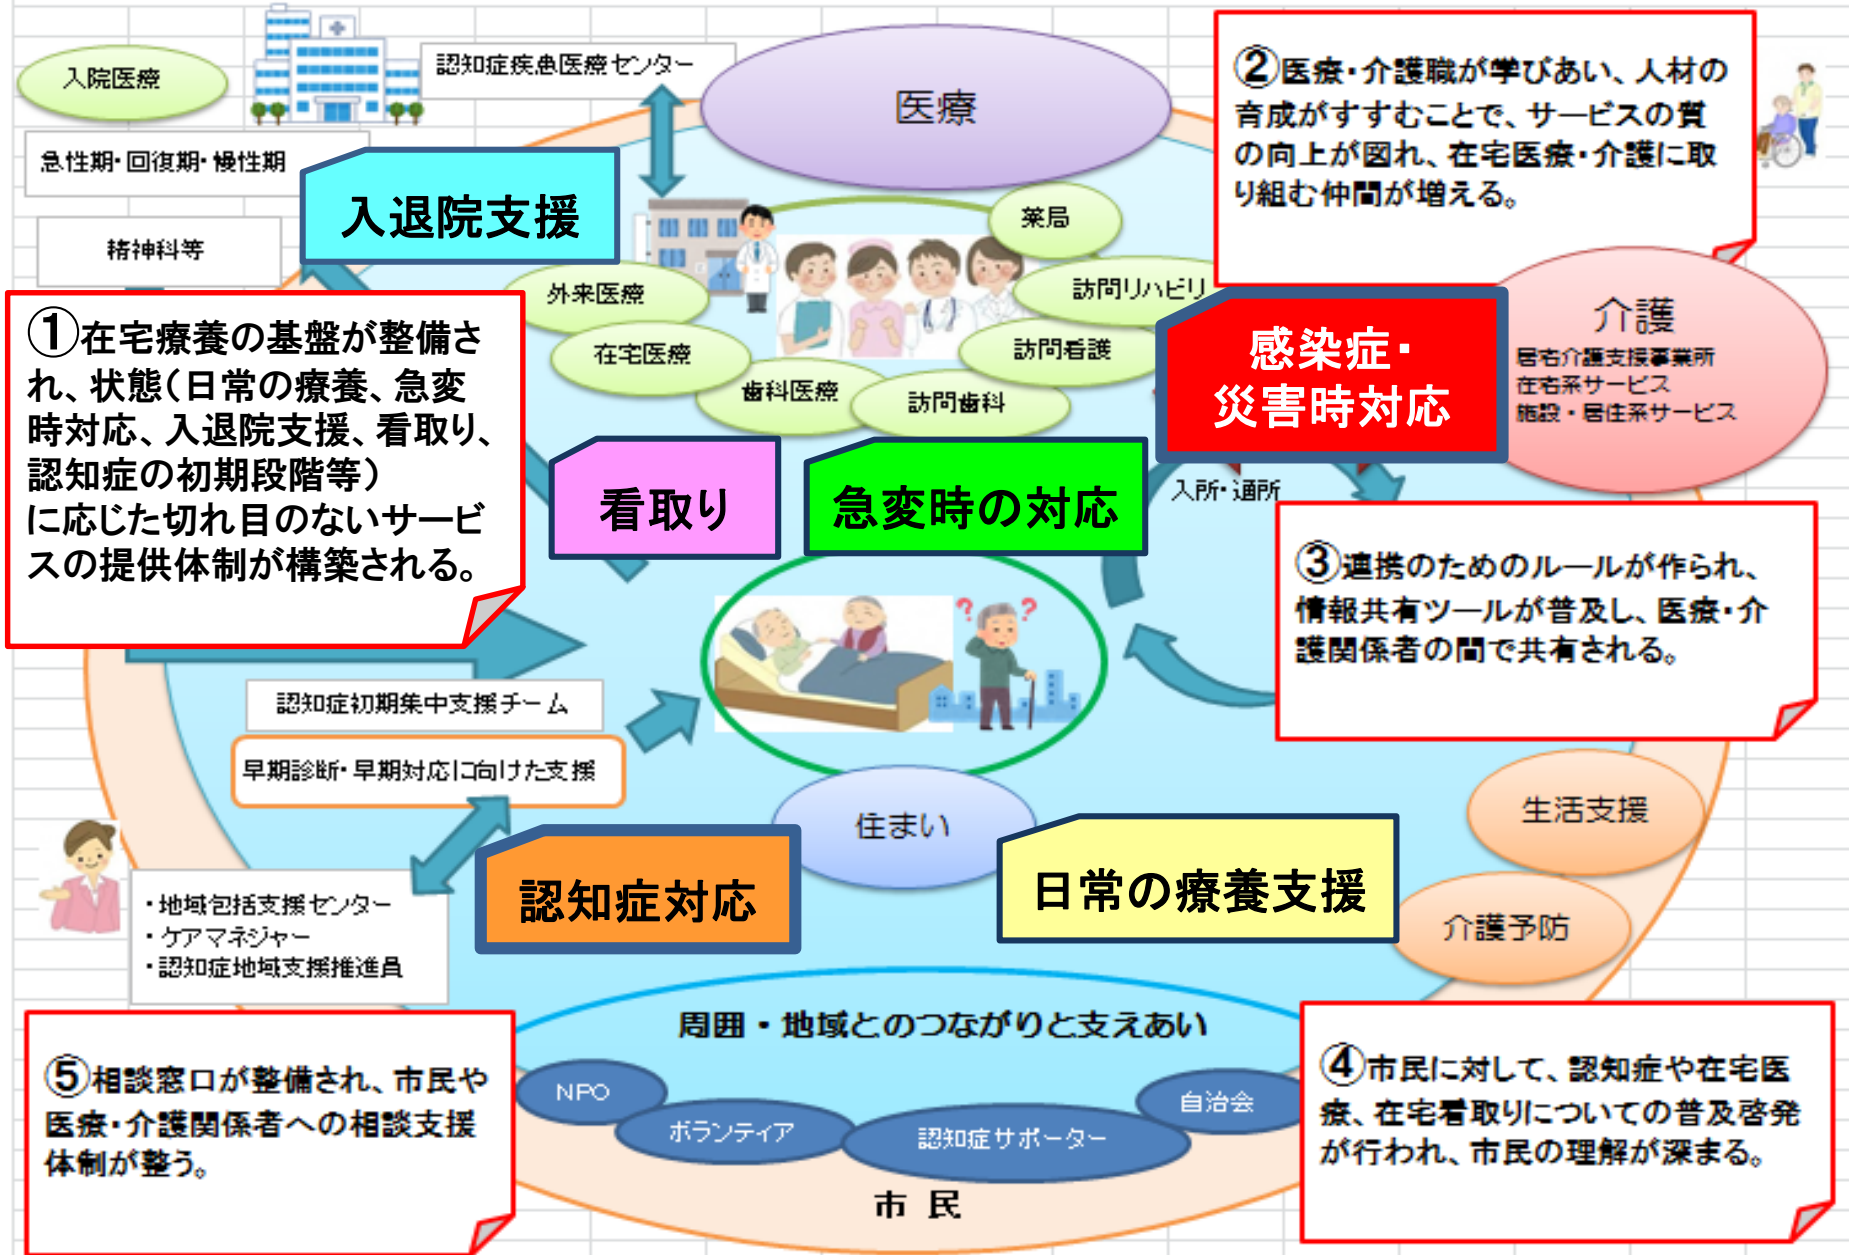 入院医療
認知症疾患医療センター
医療
急性期・回復期・慢性期
精神科等
入退院支援
②医療・介護職が学びあい、人材の
育成がすすむことで、サービスの質
の向上が図れ、在宅医療・介護に取
り組む仲間が増える。
薬局
訪問リハビリ
外来医療
訪問看護
在宅医療
歯科医療
訪問歯科
感染症・
災害時対応
介護
居宅介護支援事業所
在宅系サービス
施設・居住系サービス
①在宅療養の基盤が整備さ
れ、状態（日常の療養、急変
時対応、入退院支援、看取り、
認知症の初期段階等）
に応じた切れ目のないサービ
スの提供体制が構築される。
看取り
急変時の対応
入所・通所
③連携のためのルールが作られ、
情報共有ツールが普及し、医療・介
護関係者の間で共有される。
? ?
認知症初期集中支援チーム
早期診断・早期対応に向けた支援
住まい
生活支援
認知症対応
日常の療養支援
介護予防
・地域包括支援センター
・ケアマネジャー
・認知症地域支援推進員
周囲・地域とのつながりと支えあい
NPO
ボランティア
認知症サポーター
自治会
市民
⑤相談窓口が整備され、市民や
医療・介護関係者への相談支援
体制が整う。
④市民に対して、認知症や在宅医
療、在宅看取りについての普及啓発
が行われ、市民の理解が深まる。